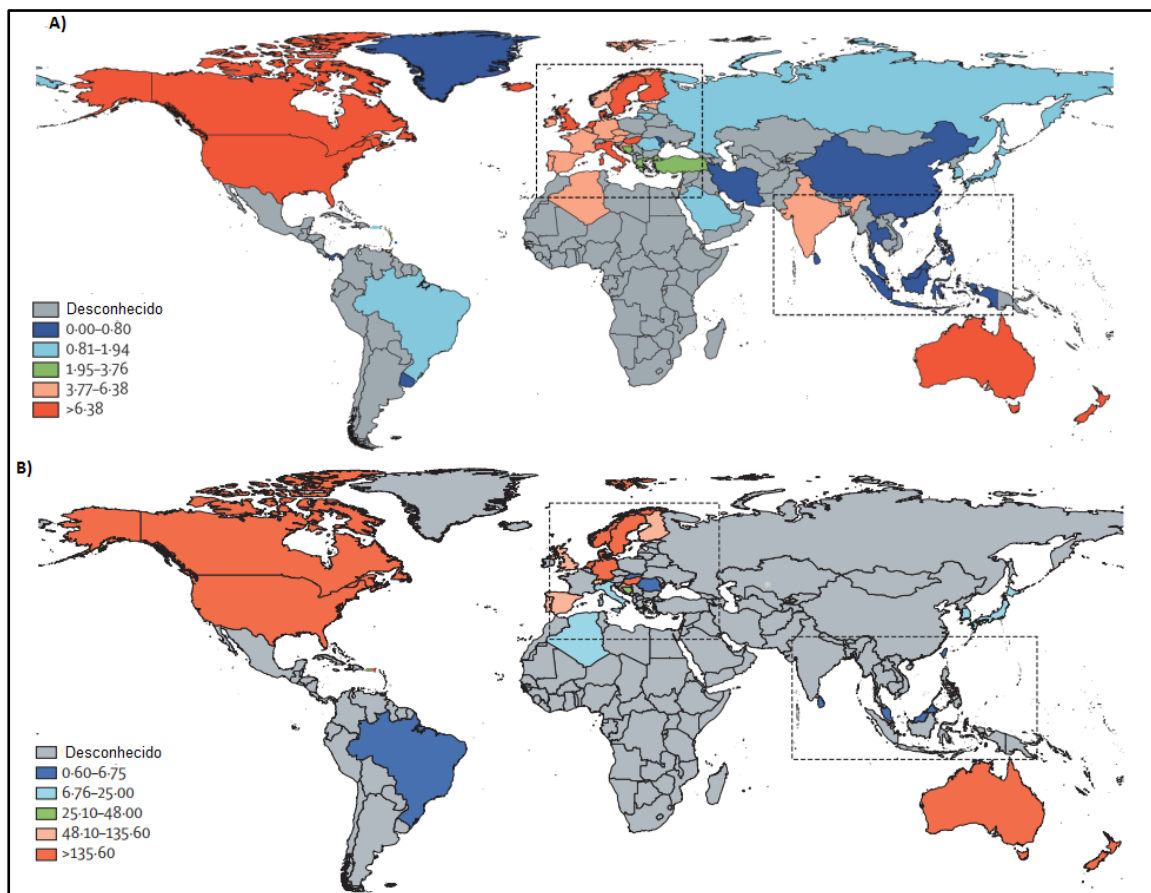 A)
Desconhecido
0·00–0·80
0·81–1·94
1·95–3·76
3·77–6·38
>6·38
B)
Desconhecido
0·60–6·75
6·76–25·00
25·10–48·00
48·10–135·60
>135·60